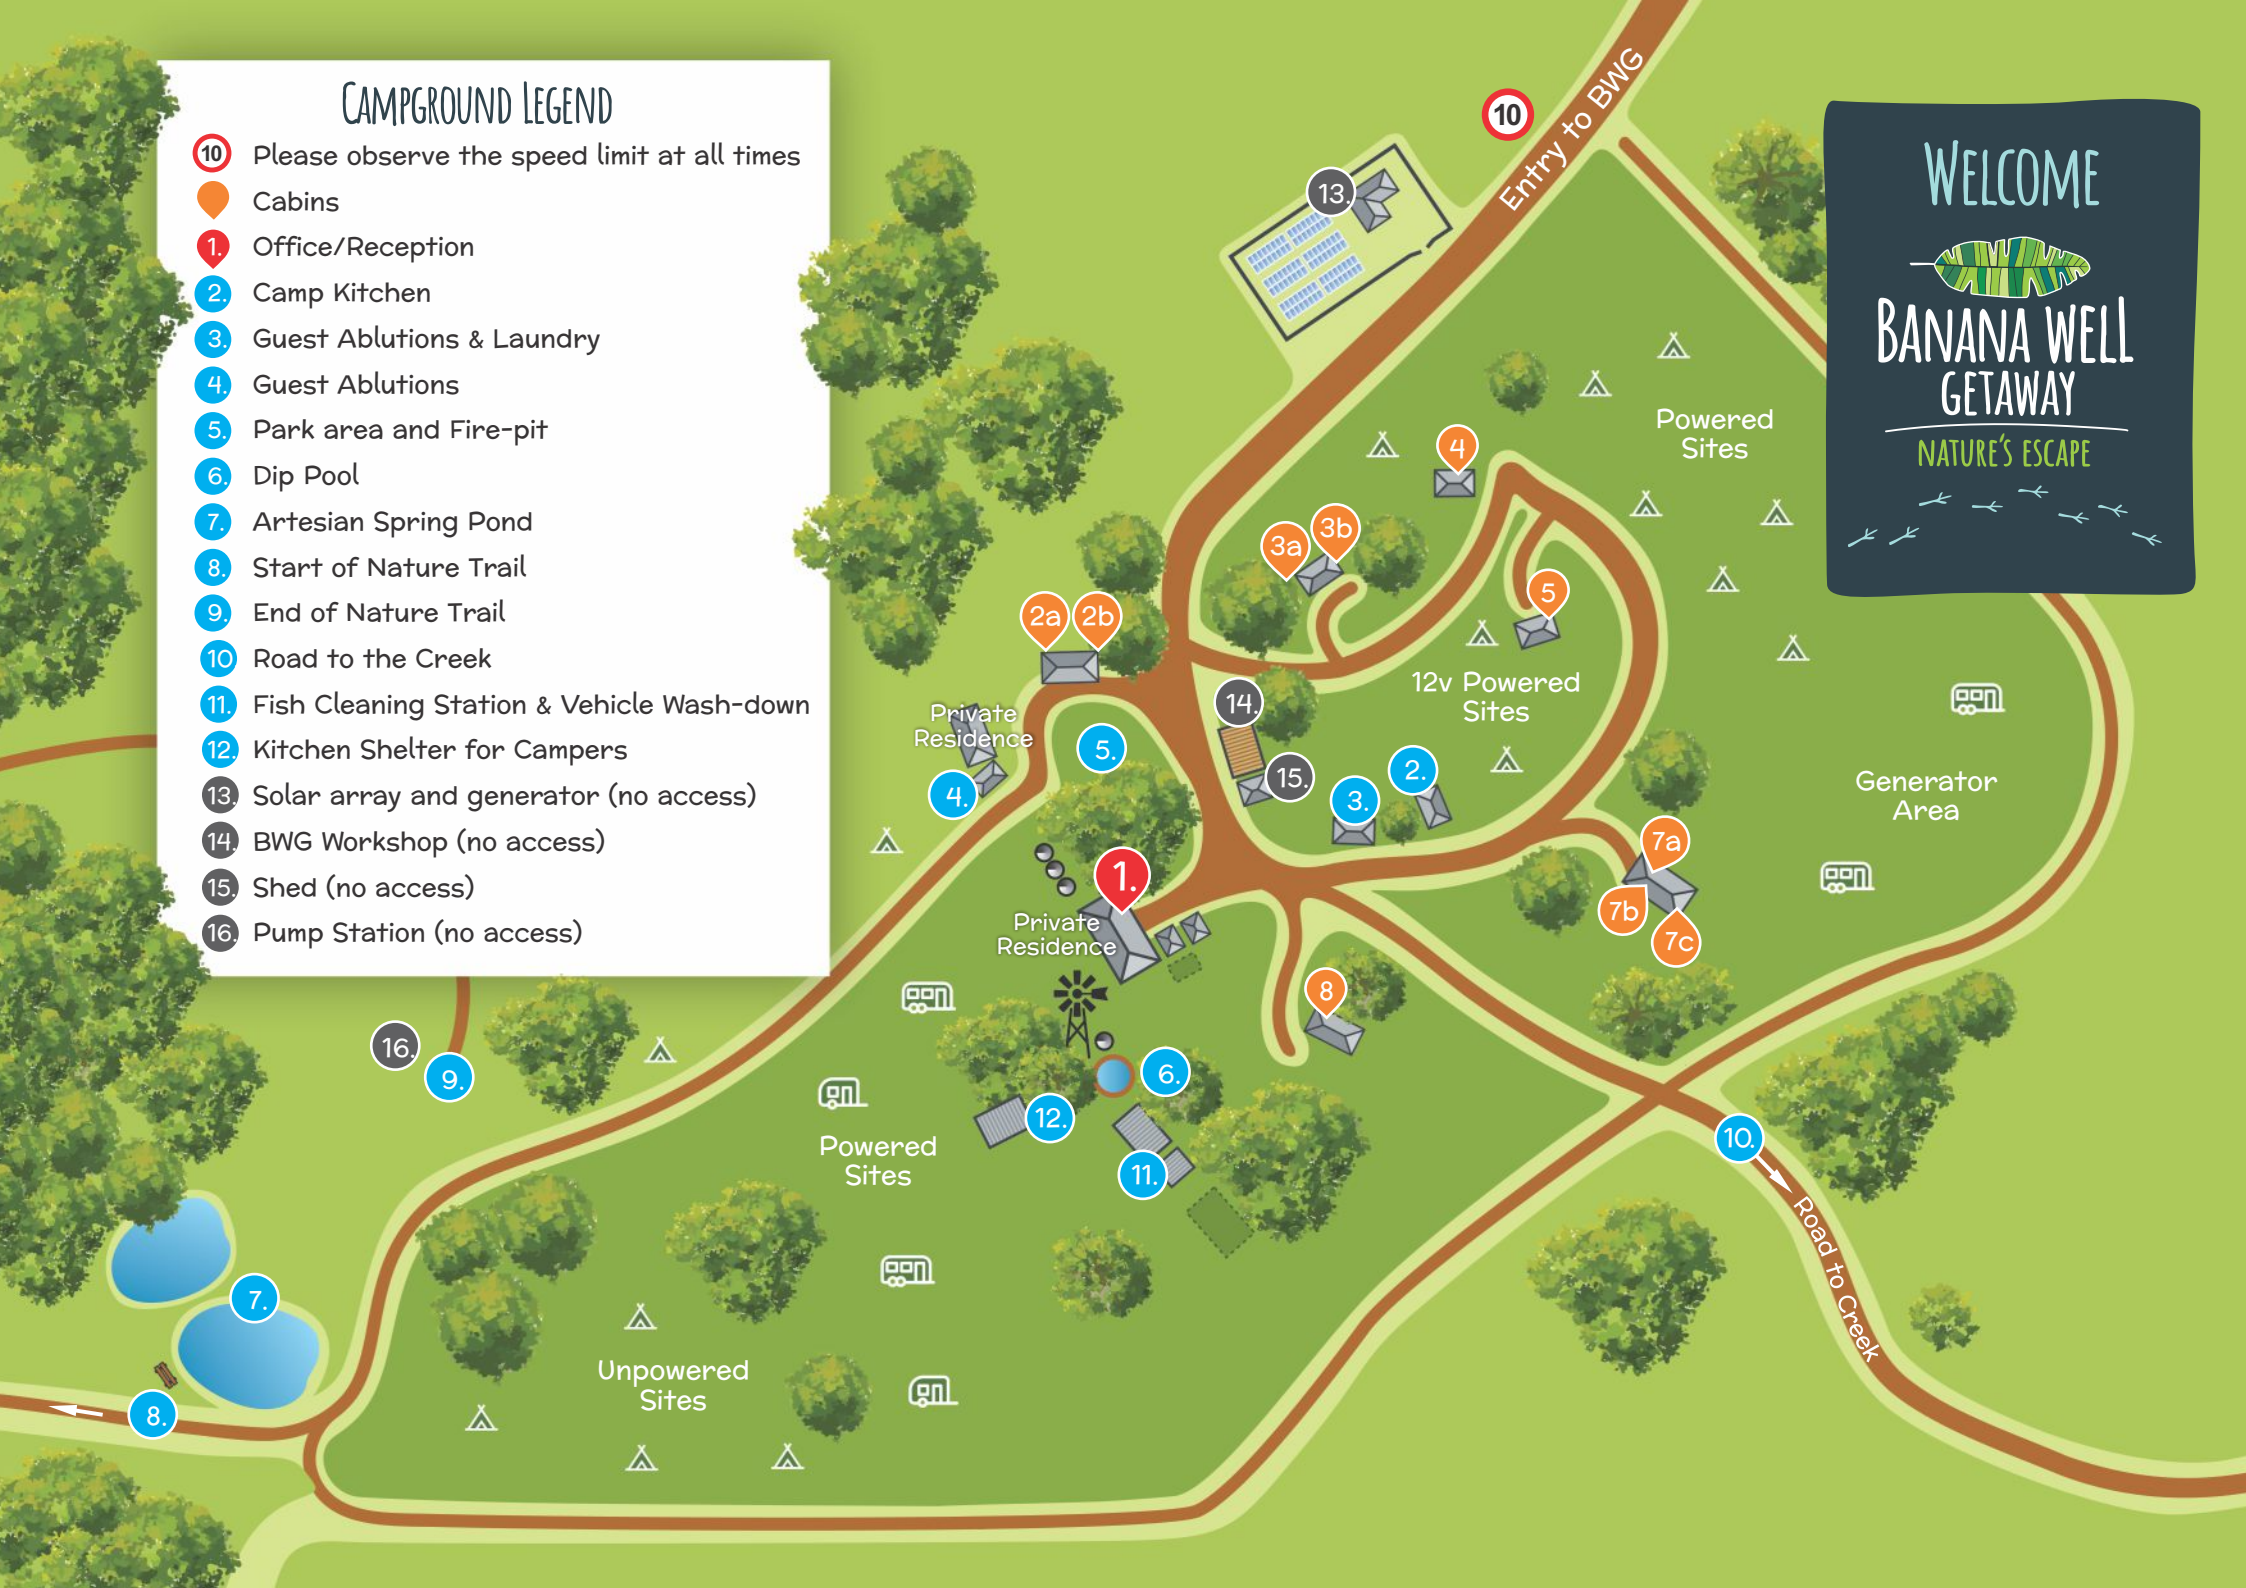 CAMPGROUND LEGEND
10 Please observe the speed limit at all times
Cabins
1. Office/Reception
2. Camp Kitchen
3. Guest Ablutions & Laundry
4. Guest Ablutions
5. Park area and Fire-pit
6. Dip Pool
7. Artesian Spring Pond
8. Start of Nature Trail
9. End of Nature Trail
10 Road to the Creek
11. Fish Cleaning Station & Vehicle Wash-down
12. Kitchen Shelter for Campers
13. Solar array and generator (no access)
14. BWG Workshop (no access)
15. Shed (no access)
16. Pump Station (no access)
10
Entry to BWG
13.
WELCOME
BANANA WELL
GETAWAY
NATURE'S ESCAPE
Powered
Sites
4
3a
3b
5
2a
2b
12v Powered
Sites
14.
15.
Private
Residence
5.
4.
2.
3.
Generator
Area
7a
7b
7c
1.
Private
Residence
8
16.
9.
6.
12.
11.
Powered
Sites
10.
Road to Creek
7.
8.
Unpowered
Sites